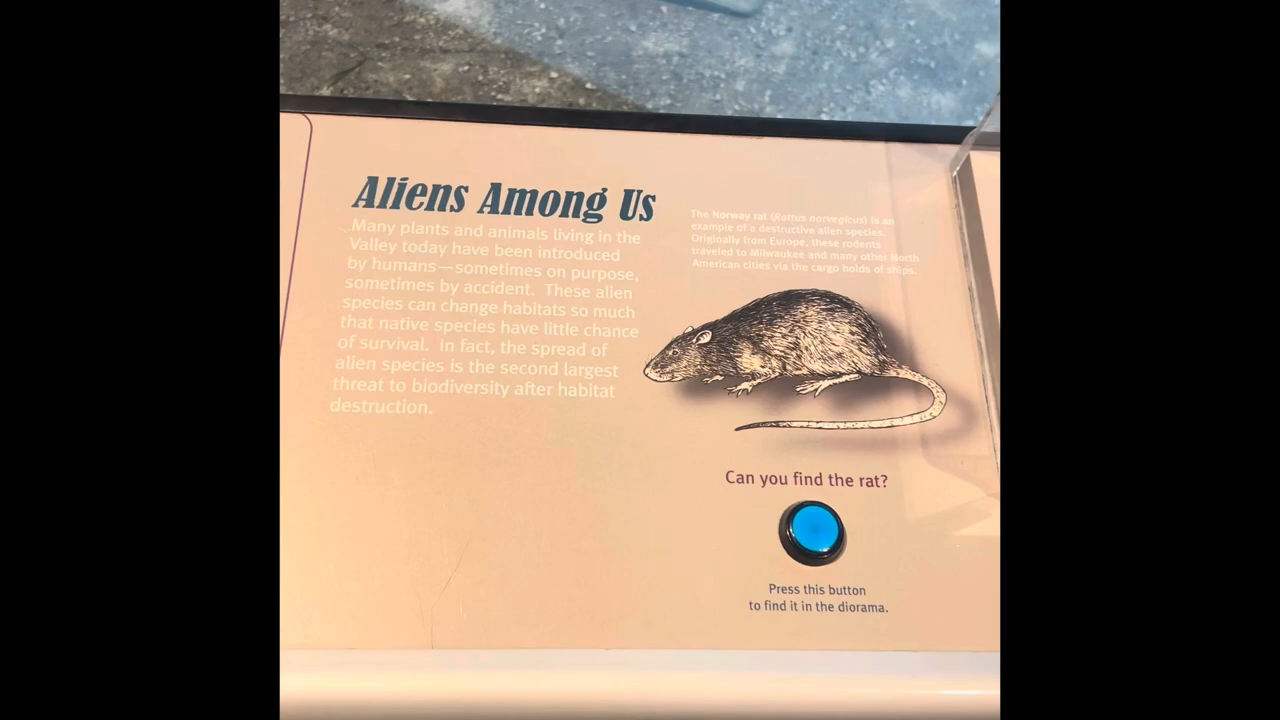 Aliens Among Us
Many plants and animals living in the
Valley today have been introduced
by humans—sometimes on purpose,
sometimes by accident. These alien
species can change habitats so much
that native species have little chance
of survival. In fact, the spread of
alien species is the second largest
threat to biodiversity after habitat
destruction.
The Norway rat (Rattus norvegicus) is an
example of a destructive alien species.
Originally from Europe, these rodents
traveled to Milwaukee and many other North
American cities via the cargo holds of ships.
Can you find the rat?
Press this button
to find it in the diorama.